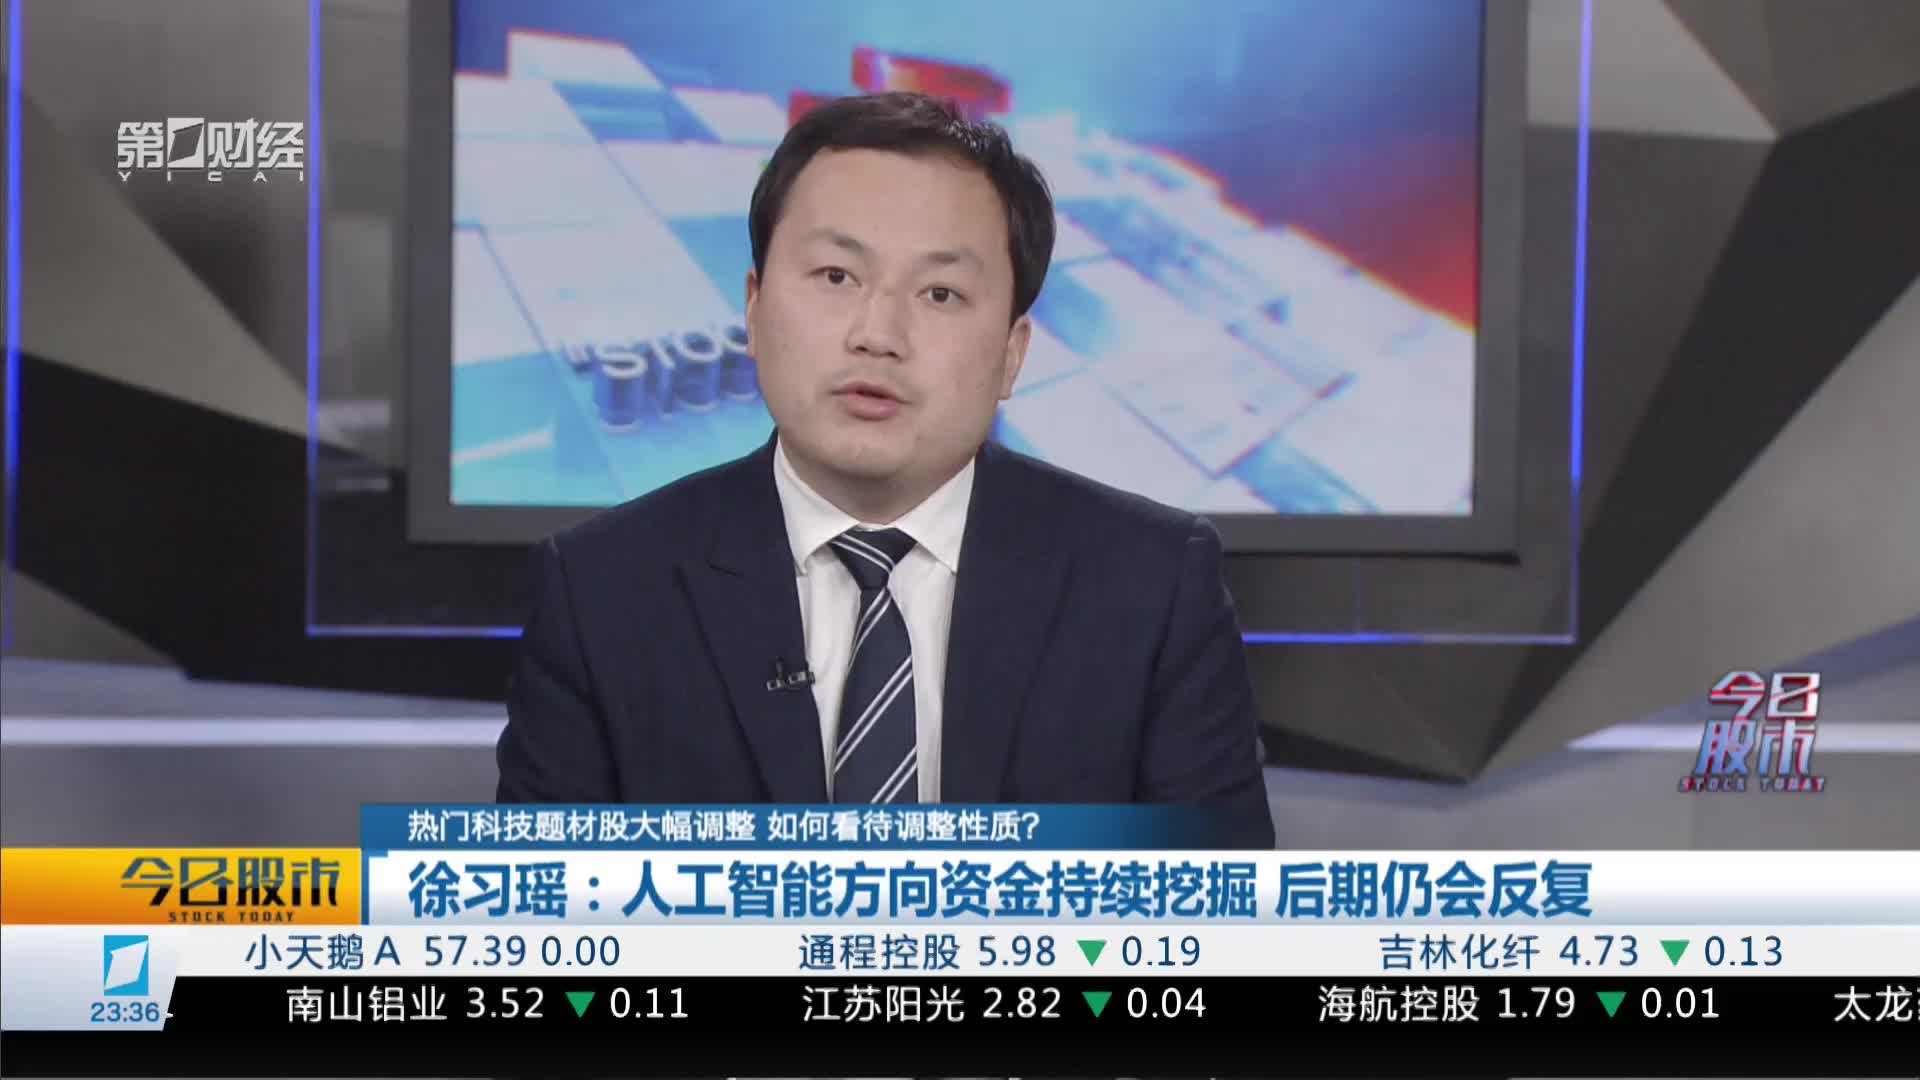 第一财经
YICAI
"STOC
今日
股市
STOCK TODAY
热门科技题材股大幅调整 如何看待调整性质？
今日股市
STOCK TODAY
徐习瑶：人工智能方向资金持续挖掘 后期仍会反复
小天鹅A 57.39 0.00 通程控股 5.98 ▼ 0.19 吉林化纤 4.73 ▼ 0.13
23:36
南山铝业 3.52 ▼ 0.11 江苏阳光 2.82 ▼ 0.04 海航控股 1.79 ▼ 0.01 太龙